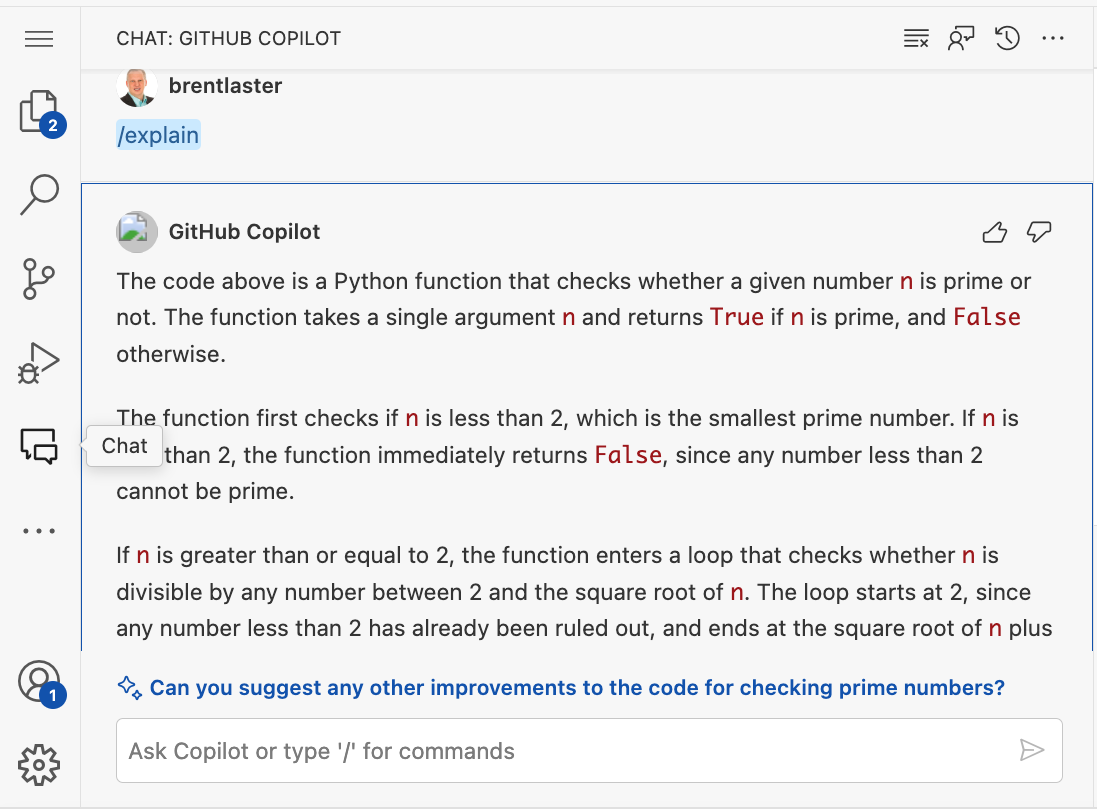 CHAT: GITHUB COPILOT
brentlaster
/explain
2
GitHub Copilot
The code above is a Python function that checks whether a given number n is prime or
not. The function takes a single argument n and returns True if n is prime, and False
otherwise.
The function first checks if n is less than 2, which is the smallest prime number. If n is
Chat
than 2, the function immediately returns False, since any number less than 2
cannot be prime.
If n is greater than or equal to 2, the function enters a loop that checks whether n is
divisible by any number between 2 and the square root of n. The loop starts at 2, since
any number less than 2 has already been ruled out, and ends at the square root of n plus
1
Can you suggest any other improvements to the code for checking prime numbers?
Ask Copilot or type '/' for commands